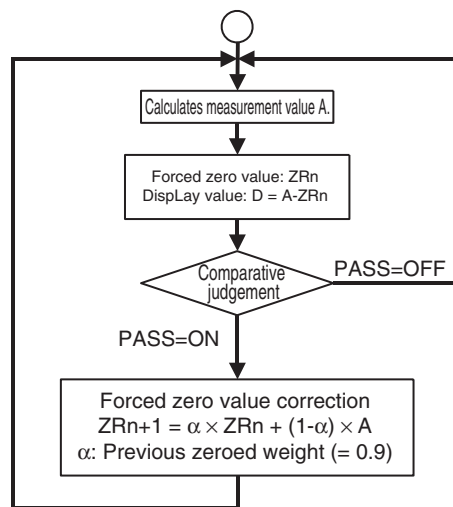 Calculates measurement value A.
Forced zero value: ZRn
DispLay value: D = A-ZRn
Comparative
judgement
PASS=OFF
PASS=ON
Forced zero value correction
ZRn+1 = α × ZRn + (1-α) × A
α: Previous zeroed weight (= 0.9)